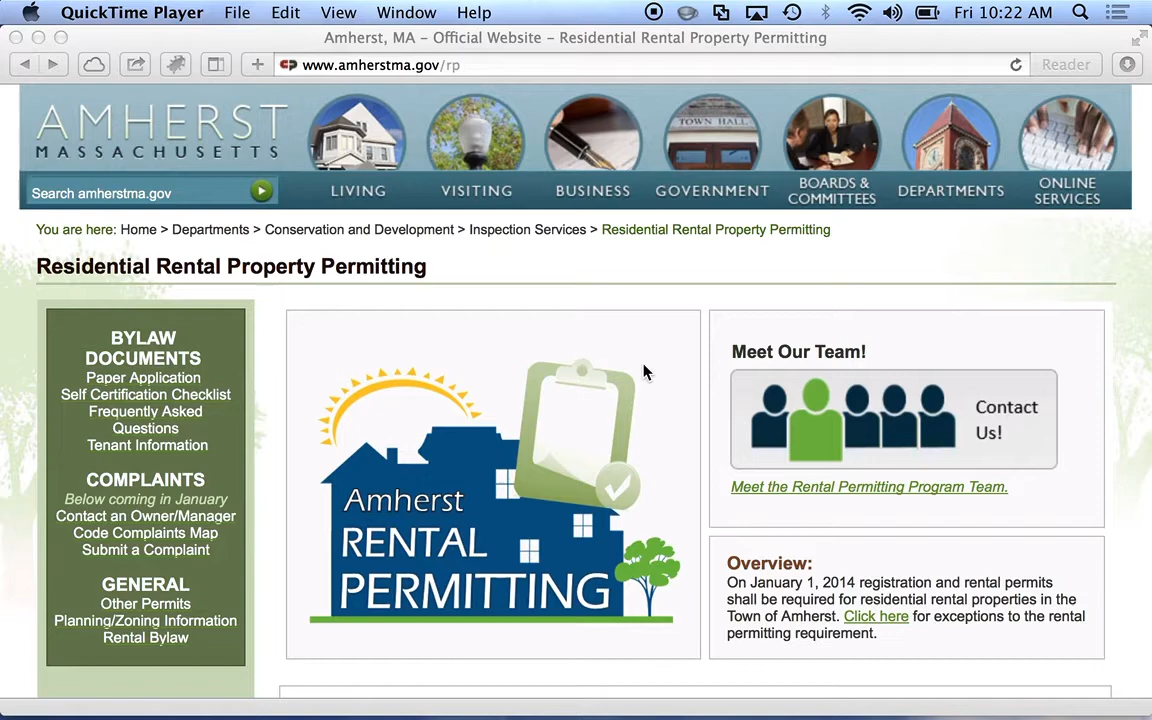 QuickTime Player File Edit View Window Help Fri 10:22 AM
Amherst, MA – Official Website – Residential Rental Property Permitting
www.amherstma.gov/rp Reader
AMHERST
MASSACHUSETTS
TOWN HALL
Search amherstma.gov
LIVING VISITING BUSINESS GOVERNMENT BOARDS & COMMITTEES DEPARTMENTS ONLINE SERVICES
You are here: Home > Departments > Conservation and Development > Inspection Services > Residential Rental Property Permitting
Residential Rental Property Permitting
BYLAW
DOCUMENTS
Paper Application
Self Certification Checklist
Frequently Asked
Questions
Tenant Information
COMPLAINTS
Below coming in January
Contact an Owner/Manager
Code Complaints Map
Submit a Complaint
GENERAL
Other Permits
Planning/Zoning Information
Rental Bylaw
Amherst
RENTAL
PERMITTING
Meet Our Team!
Contact
Us!
Meet the Rental Permitting Program Team.
Overview:
On January 1, 2014 registration and rental permits
shall be required for residential rental properties in the
Town of Amherst. Click here for exceptions to the rental
permitting requirement.